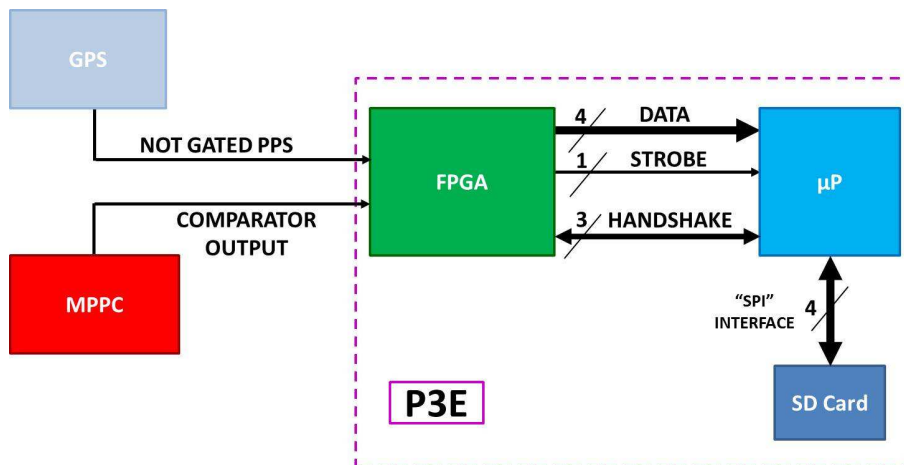 GPS
NOT GATED PPS
COMPARATOR
OUTPUT
MPPC
FPGA
4
DATA
1
STROBE
3
HANDSHAKE
µP
“SPI”
INTERFACE
4
SD Card
P3E